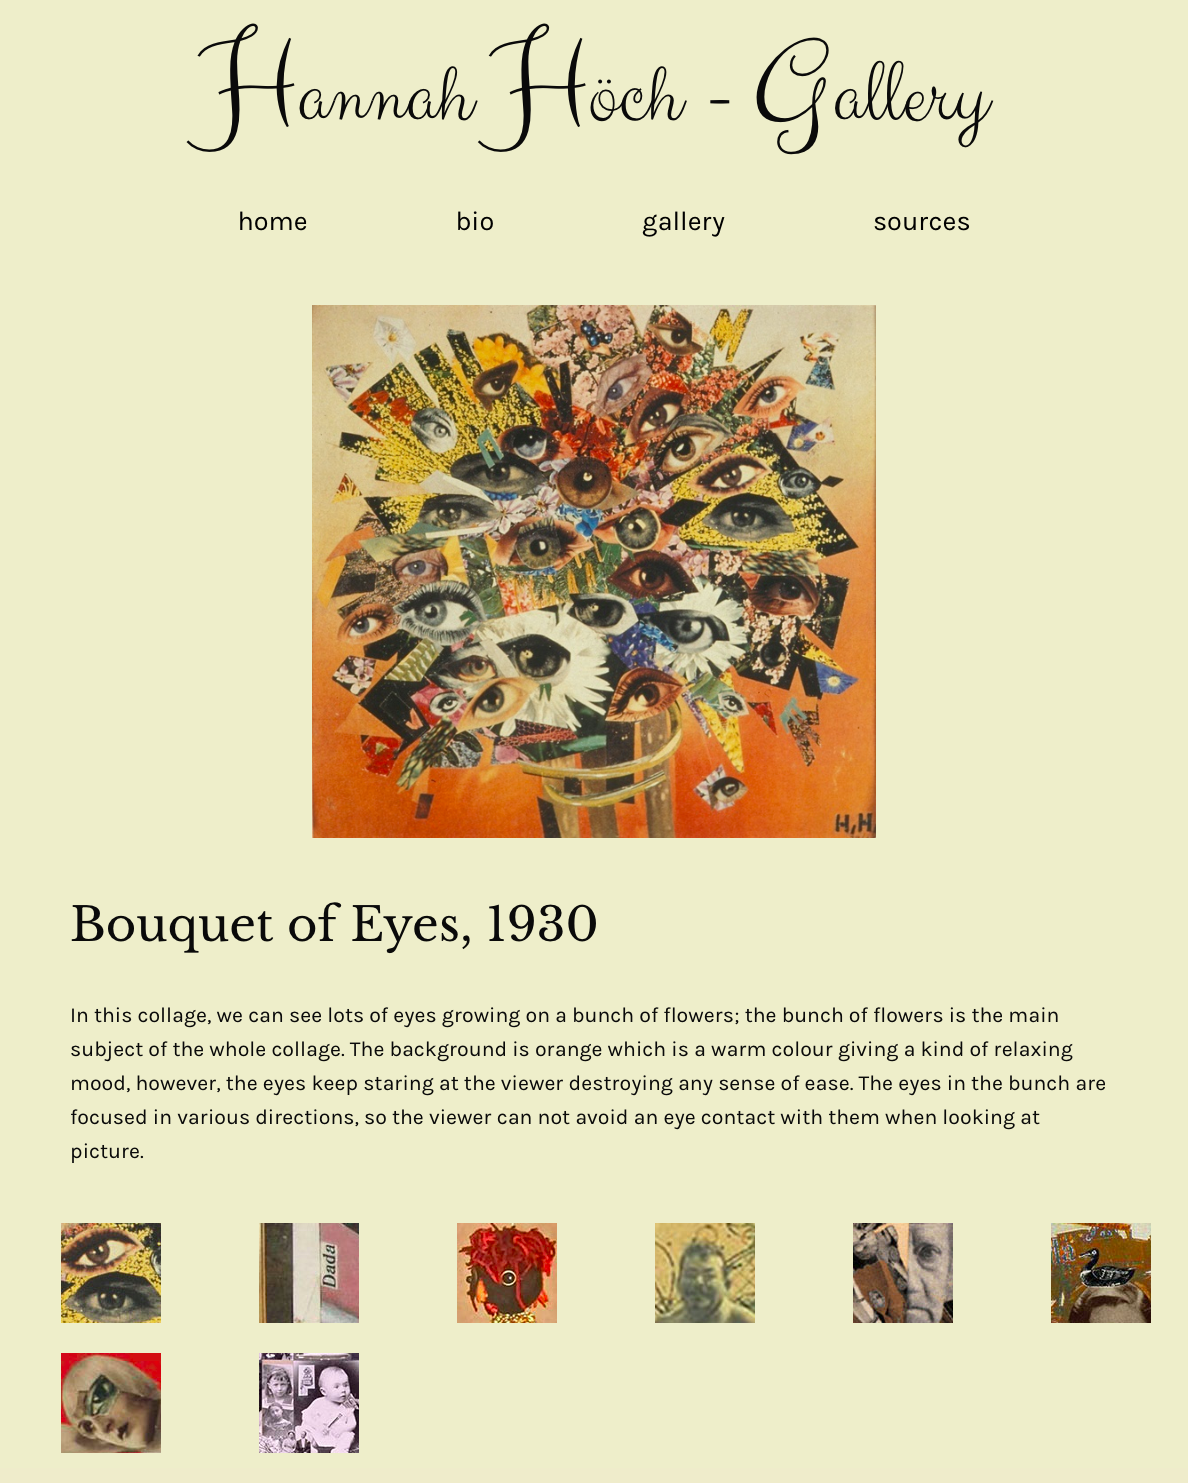 Hannah Höch - Gallery
home bio gallery sources
H,H
Bouquet of Eyes, 1930
In this collage, we can see lots of eyes growing on a bunch of flowers; the bunch of flowers is the main
subject of the whole collage. The background is orange which is a warm colour giving a kind of relaxing
mood, however, the eyes keep staring at the viewer destroying any sense of ease. The eyes in the bunch are
focused in various directions, so the viewer can not avoid an eye contact with them when looking at
picture.
Dada